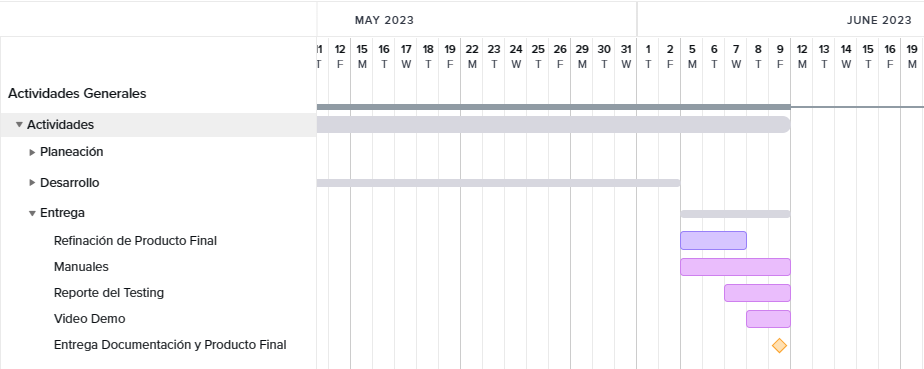 MAY 2023 JUNE 2023
12 15 16 17 18 19 22 23 24 25 26 29 30 31 1 2 5 6 7 8 9 12 13 14 15 16 19
T F M T W T F M T W T F M T W T F M T W T F M T W T F M
Actividades Generales
Actividades
Planeación
Desarrollo
Entrega
Refinación de Producto Final
Manuales
Reporte del Testing
Video Demo
Entrega Documentación y Producto Final